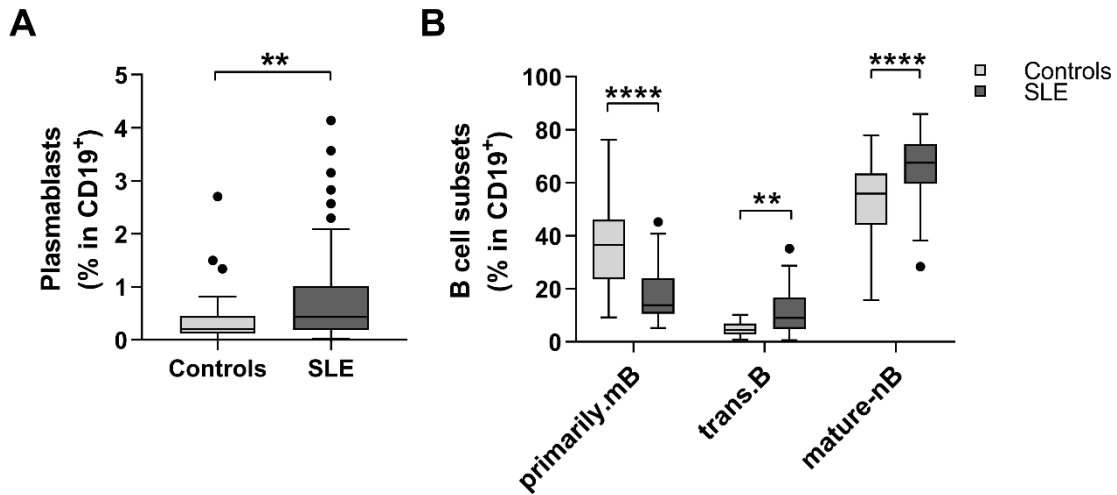 A
Plasmablasts
(% in CD19⁺)
5
4
3
2
1
0
**
Controls
SLE
B
B cell subsets
(% in CD19⁺)
100
80
60
40
20
0
****
**
****
primarily.mB
trans.B
mature-nB
Controls
SLE